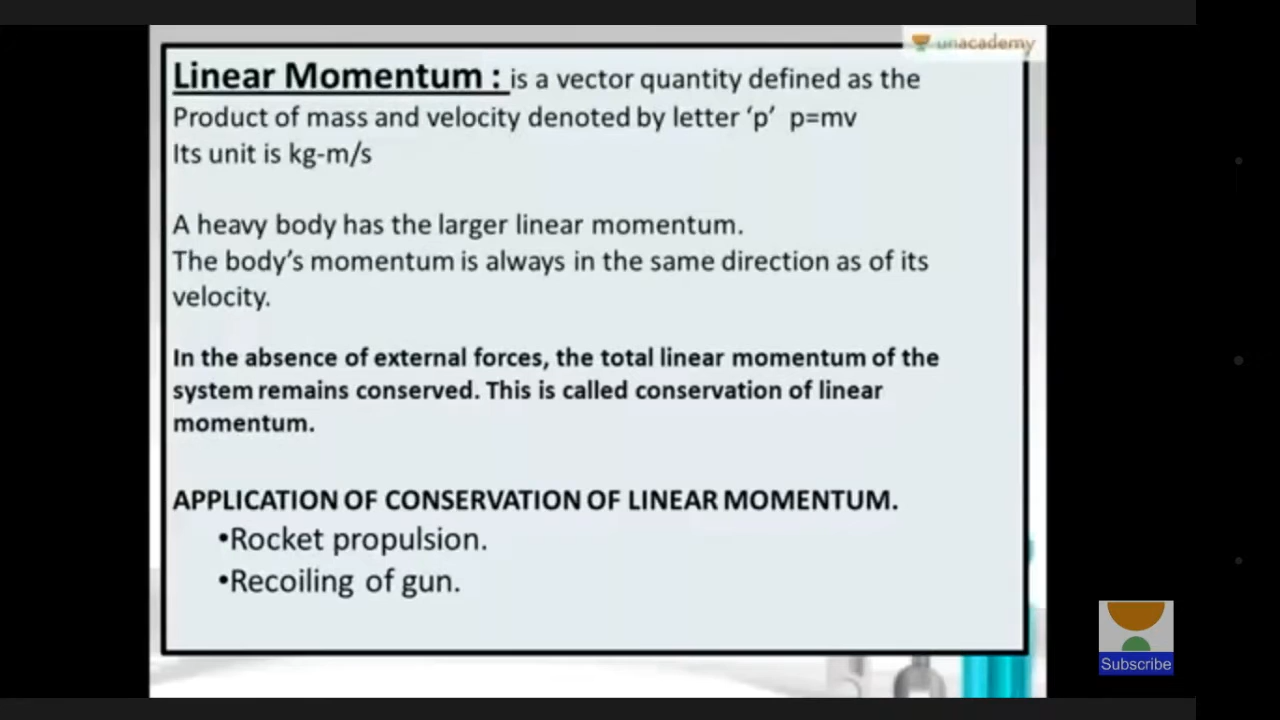 unacademy
Linear Momentum : is a vector quantity defined as the
Product of mass and velocity denoted by letter ‘p’ p=mv
Its unit is kg-m/s
A heavy body has the larger linear momentum.
The body’s momentum is always in the same direction as of its
velocity.
In the absence of external forces, the total linear momentum of the
system remains conserved. This is called conservation of linear
momentum.
APPLICATION OF CONSERVATION OF LINEAR MOMENTUM.
•Rocket propulsion.
•Recoiling of gun.
Subscribe